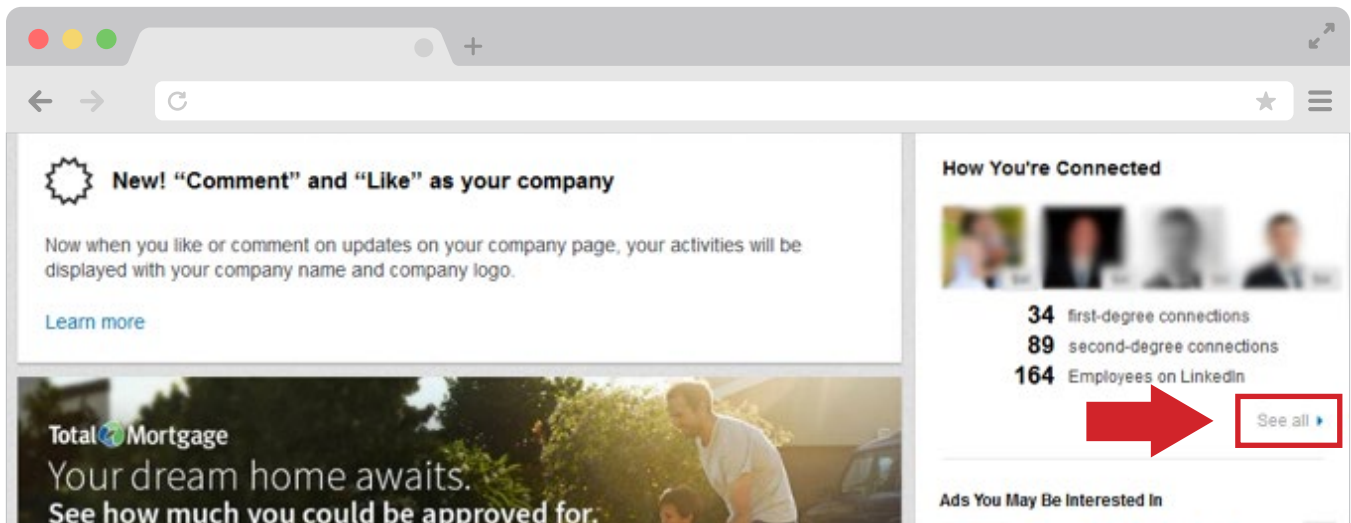 New! “Comment” and “Like” as your company
Now when you like or comment on updates on your company page, your activities will be
displayed with your company name and company logo.
Learn more
Total Mortgage
Your dream home awaits.
See how much you could be approved for.
How You're Connected
34 first-degree connections
89 second-degree connections
164 Employees on LinkedIn
See all
Ads You May Be Interested In